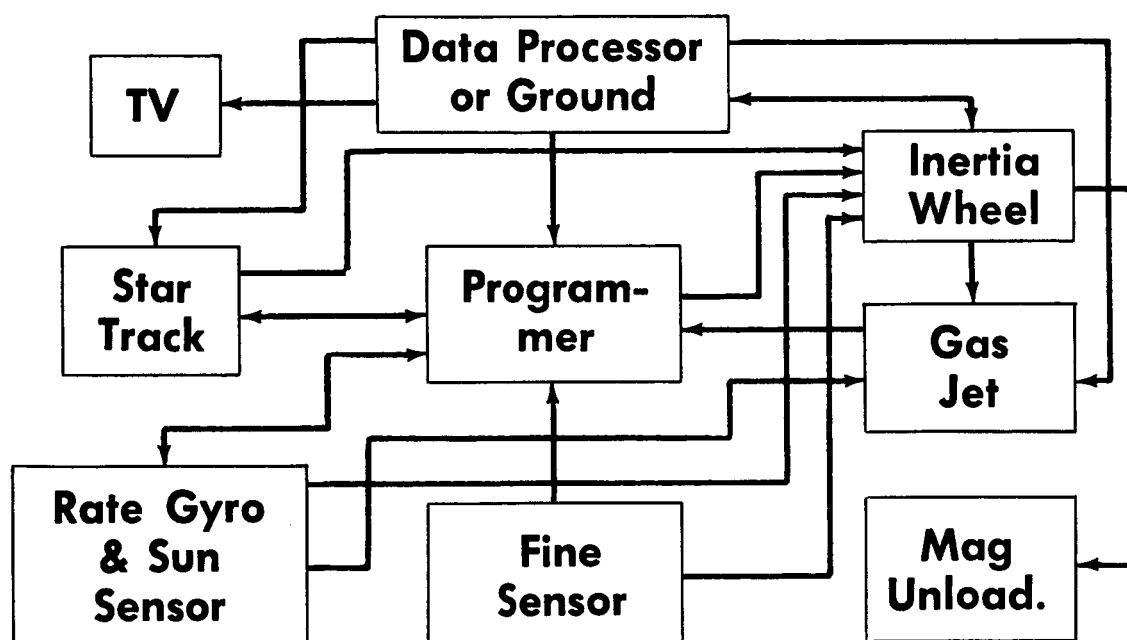 Data Processor
or Ground
TV
Inertia
Wheel
Star
Track
Program-
mer
Gas
Jet
Rate Gyro
& Sun
Sensor
Fine
Sensor
Mag
Unload.